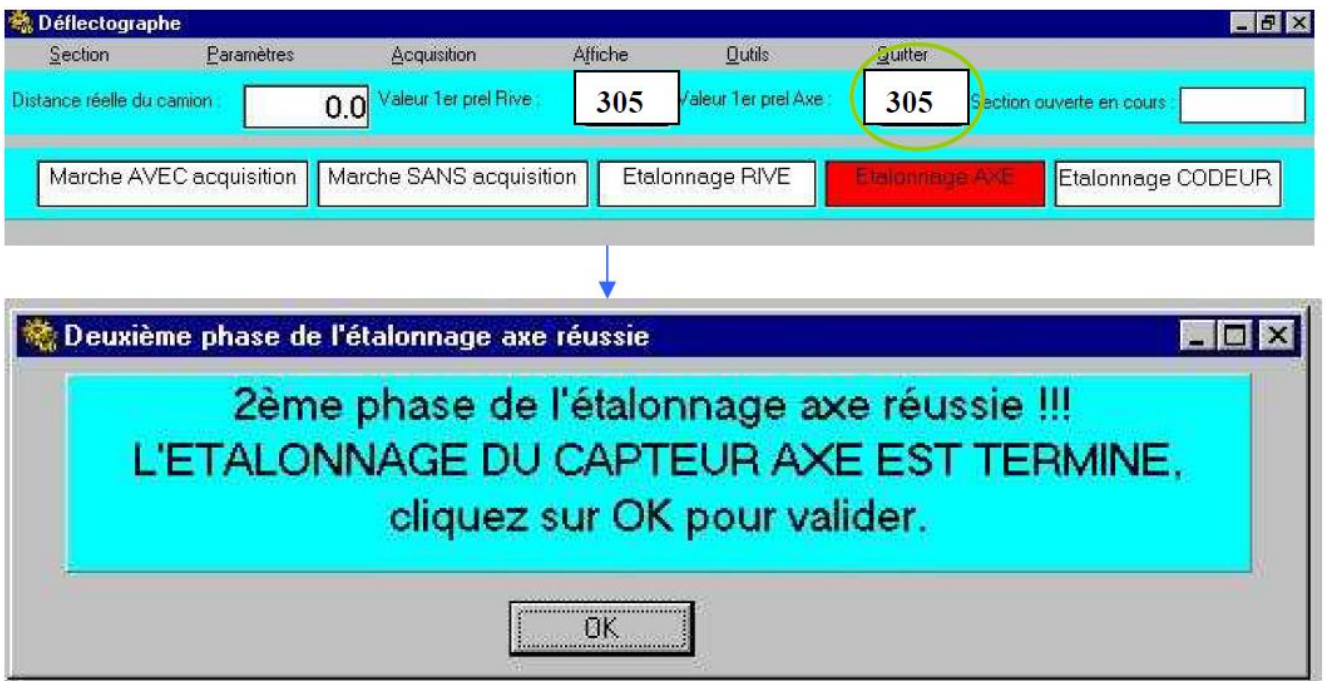 Déflectographe
Section Paramètres Acquisition Affiche Outils Quitter
Distance réelle du camion : 0.0 Valeur 1er prel Rive : 305 Valeur 1er prel Axe : 305 Section ouverte en cours :
Marche AVEC acquisition Marche SANS acquisition Etalonnage RIVE Etalonnage AXE Etalonnage CODEUR
Deuxième phase de l'étalonnage axe réussie
2ème phase de l'étalonnage axe réussie !!!
L'ETALONNAGE DU CAPTEUR AXE EST TERMINE,
cliquez sur OK pour valider.
OK